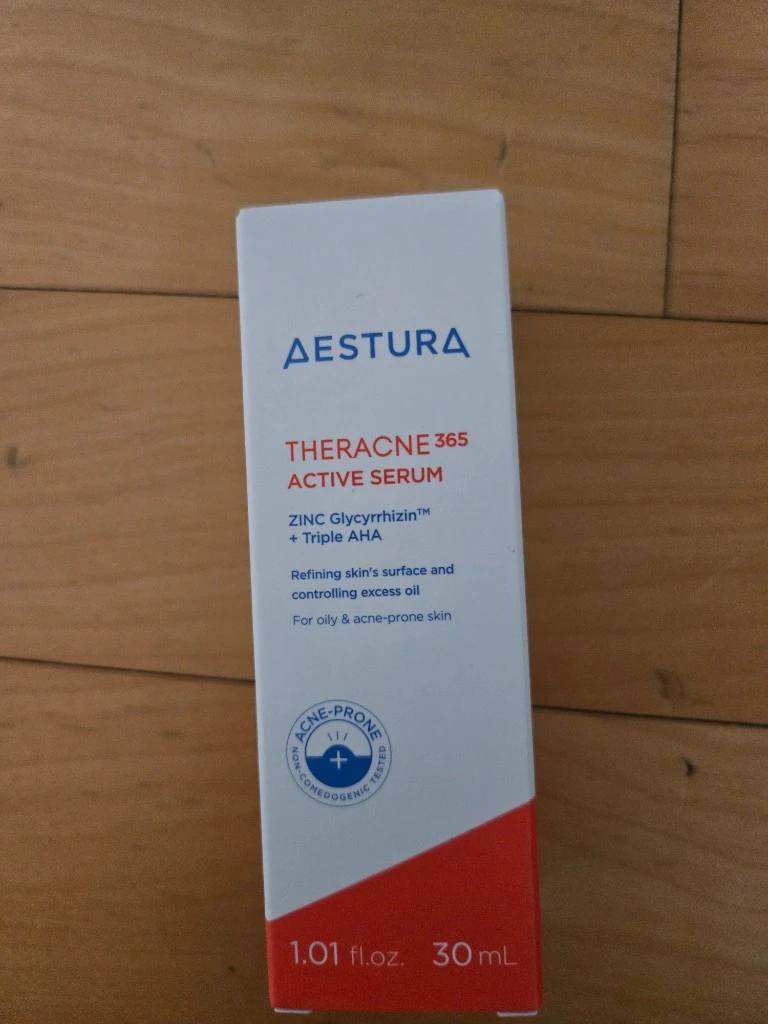 AESTURA
THERACNE 365
ACTIVE SERUM
ZINC Glycyrrhizin™
+ Triple AHA
Refining skin's surface and
controlling excess oil
For oily & acne-prone skin
ACNE-PRONE
NON-COMEDOGENIC TESTED
1.01 fl.oz. 30 mL